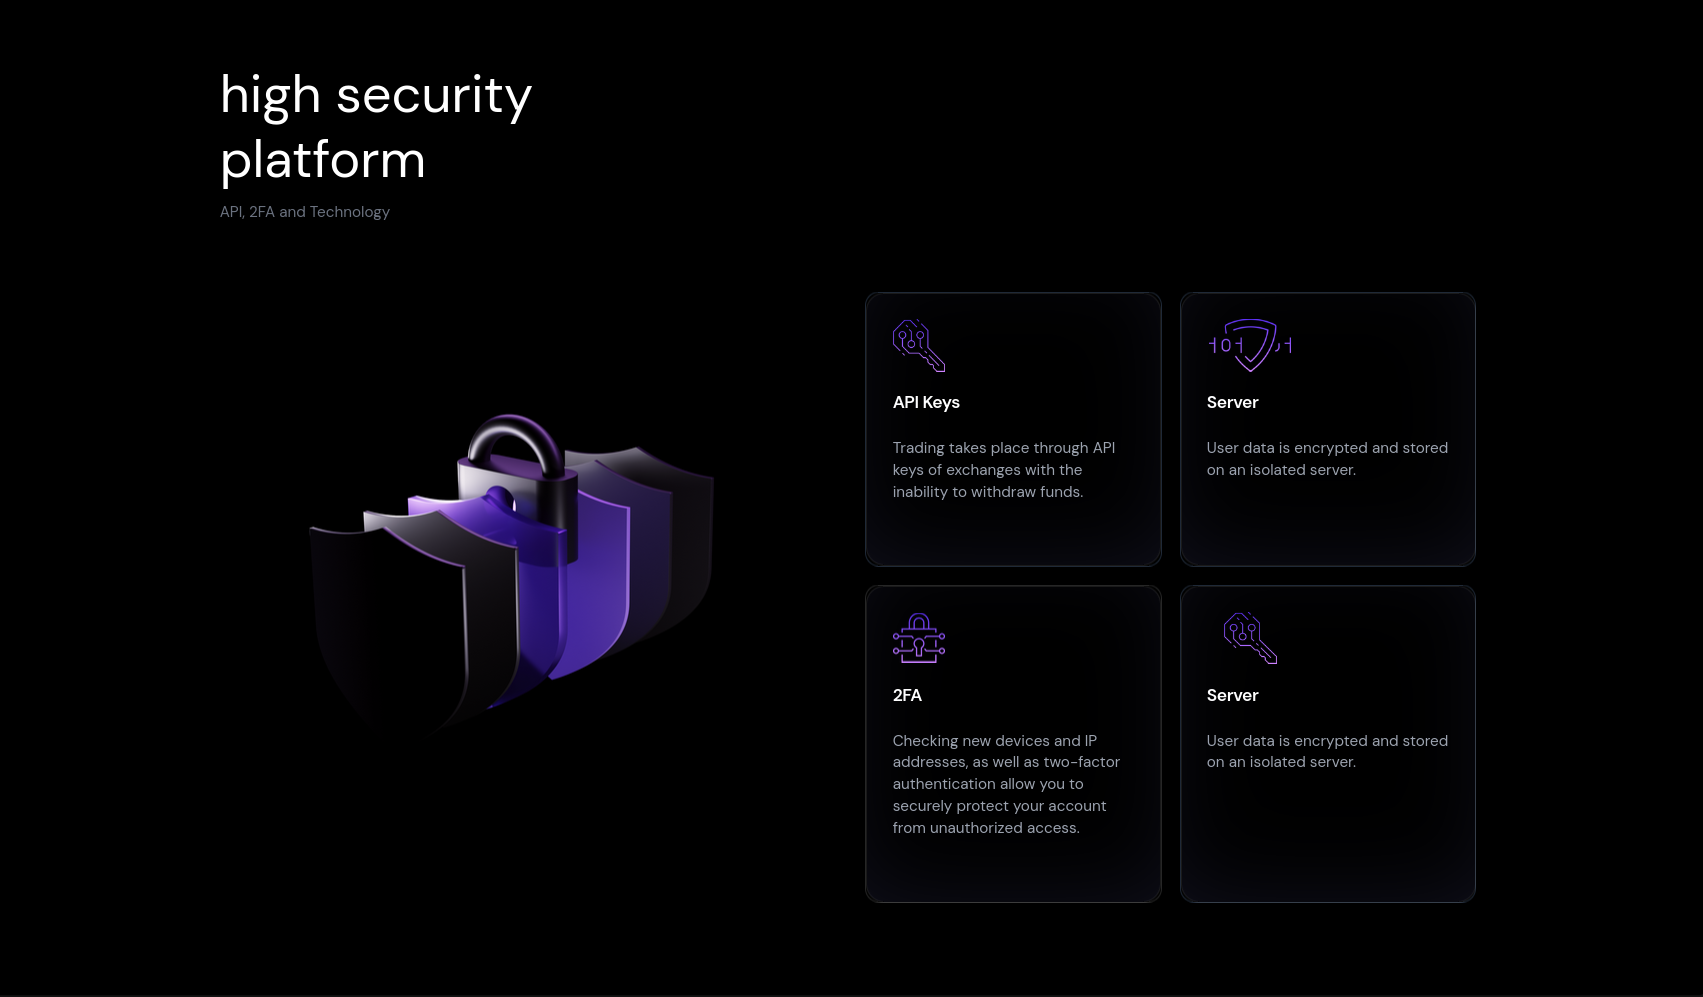 high security
platform
API, 2FA and Technology
API Keys
Trading takes place through API
keys of exchanges with the
inability to withdraw funds.
Server
User data is encrypted and stored
on an isolated server.
2FA
Checking new devices and IP
addresses, as well as two-factor
authentication allow you to
securely protect your account
from unauthorized access.
Server
User data is encrypted and stored
on an isolated server.